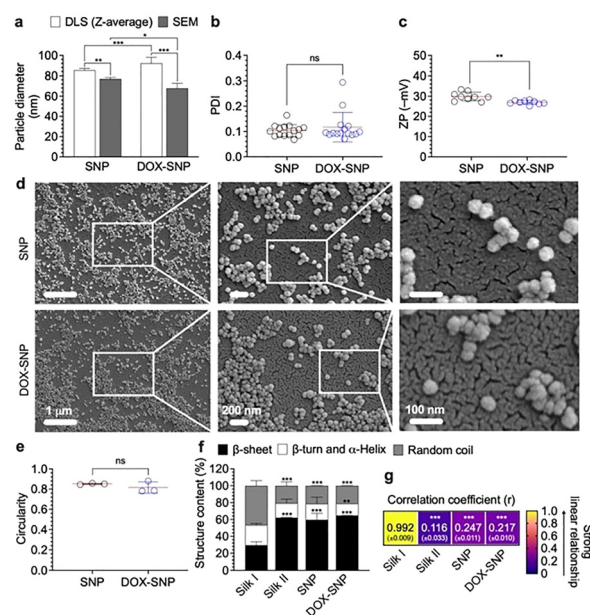 a
DLS (Z-average)
SEM
Particle diameter
(nm)
100
80
60
40
20
0
*
***
**
***
SNP
DOX-SNP
b
PDI
0.4
0.3
0.2
0.1
0.0
ns
SNP
DOX-SNP
c
ZP (–mV)
50
40
30
20
10
0
**
SNP
DOX-SNP
d
SNP
DOX-SNP
1 µm
200 nm
100 nm
e
Circularity
1.0
0.8
0.6
0.4
0.2
0.0
ns
SNP
DOX-SNP
f
β-sheet
β-turn and α-Helix
Random coil
Structure content (%)
120
100
80
60
40
20
0
*** *** ***
**
*** *** ***
Silk I
Silk II
SNP
DOX-SNP
g
Correlation coefficient (r)
0.992
(±0.009)
***
0.116
(±0.033)
***
0.247
(±0.011)
***
0.217
(±0.010)
Silk I
Silk II
SNP
DOX-SNP
1.0
0.8
0.6
0.4
0.2
0
Strong
linear relationship